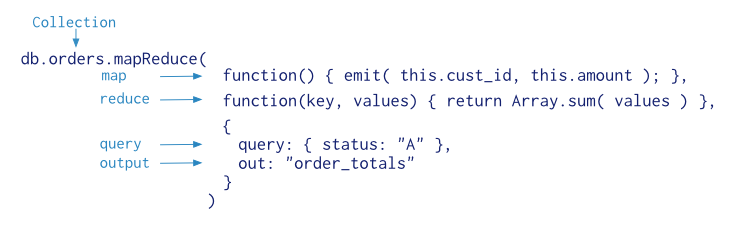 Collection
db.orders.mapReduce(
map function() { emit( this.cust_id, this.amount ); },
reduce function(key, values) { return Array.sum( values ) },
{
query query: { status: "A" },
output out: "order_totals"
}
)